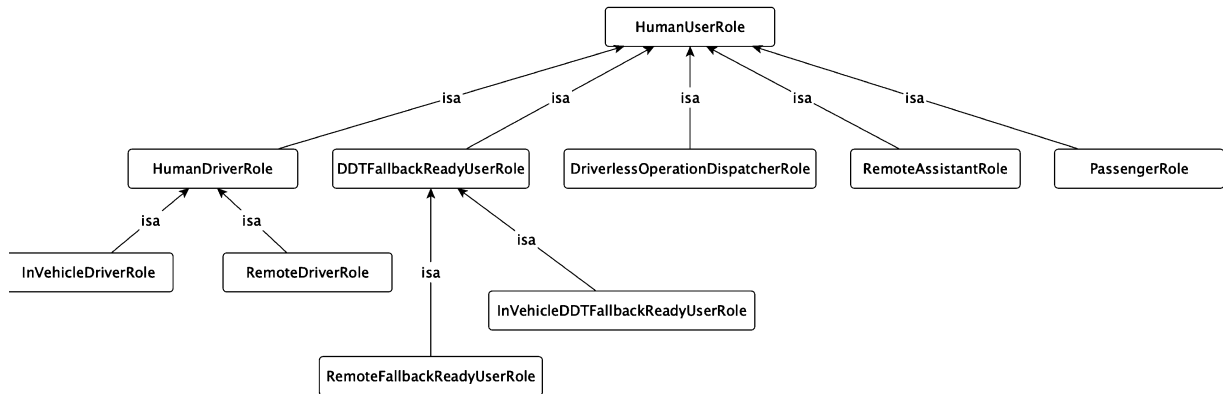 HumanUserRole
isa
isa
isa
isa
isa
HumanDriverRole
DDTFallbackReadyUserRole
DriverlessOperationDispatcherRole
RemoteAssistantRole
PassengerRole
isa
isa
isa
isa
InVehicleDriverRole
RemoteDriverRole
InVehicleDDTFallbackReadyUserRole
RemoteFallbackReadyUserRole